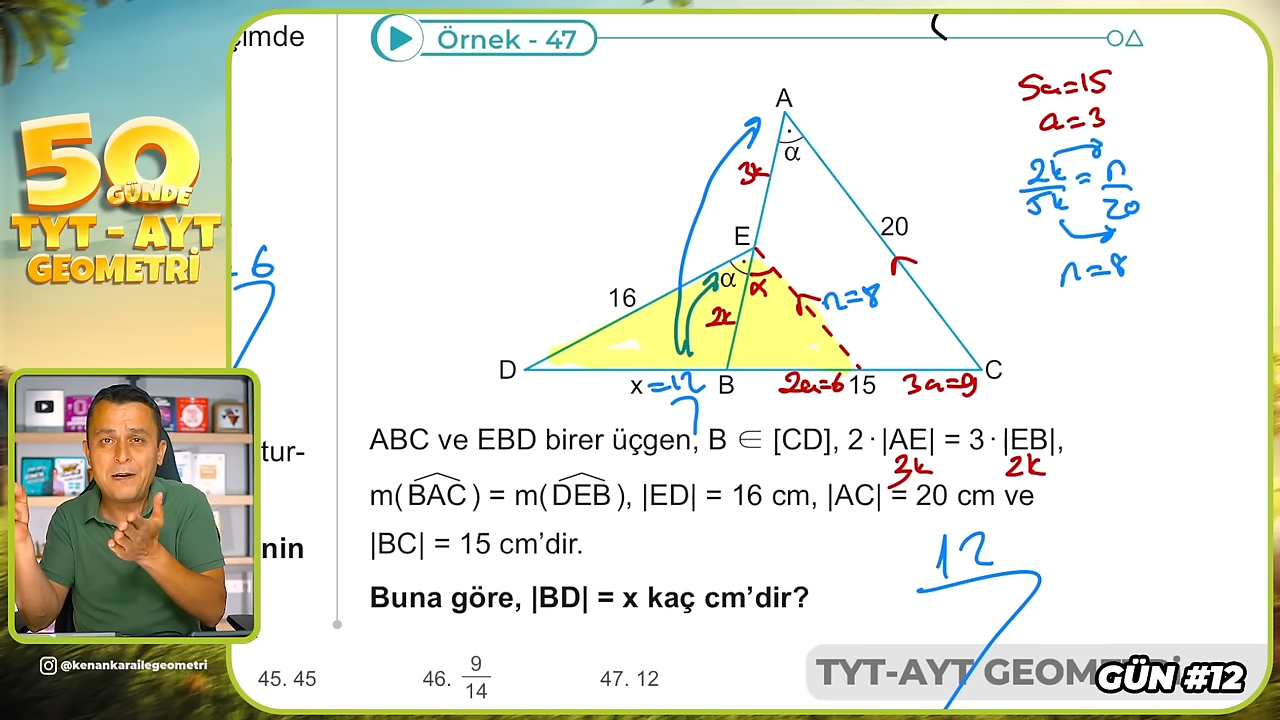 50
GÜNDE
TYT - AYT
GEOMETRİ
çimde
6
tur-
nin
Örnek - 47
5a=15
a=3
2k/5k = n/20
n=8
A
α
3k
20
E
α
α
n=8
16
2k
D
x=12
B
2a=6
15
3a=9
C
ABC ve EBD birer üçgen, B ∈ [CD], 2·|AE| = 3·|EB|,
3k 2k
m(BAC) = m(DEB), |ED| = 16 cm, |AC| = 20 cm ve
|BC| = 15 cm’dir.
12
Buna göre, |BD| = x kaç cm’dir?
@kenankarailegeometri
45. 45 46. 9/14 47. 12
TYT-AYT GEOMETRİ
GÜN #12